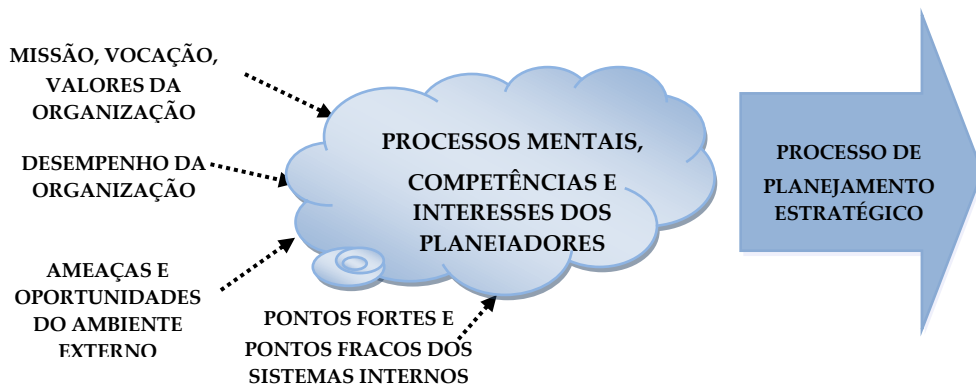 MISSÃO, VOCAÇÃO,
VALORES DA
ORGANIZAÇÃO
DESEMPENHO DA
ORGANIZAÇÃO
AMEAÇAS E
OPORTUNIDADES
DO AMBIENTE
EXTERNO
PONTOS FORTES E
PONTOS FRACOS DOS
SISTEMAS INTERNOS
PROCESSOS MENTAIS,
COMPETÊNCIAS E
INTERESSES DOS
PLANEJADORES
PROCESSO DE
PLANEJAMENTO
ESTRATÉGICO